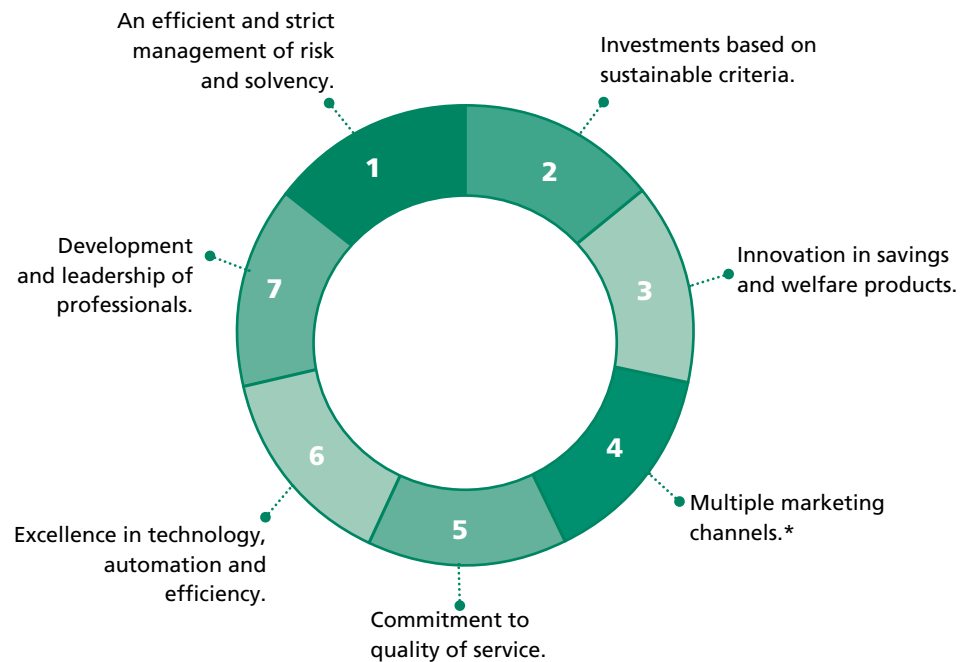 An efficient and strict
management of risk
and solvency.
1
Investments based on
sustainable criteria.
2
Innovation in savings
and welfare products.
3
Multiple marketing
channels.*
4
Commitment to
quality of service.
5
Excellence in technology,
automation and
efficiency.
6
Development
and leadership of
professionals.
7